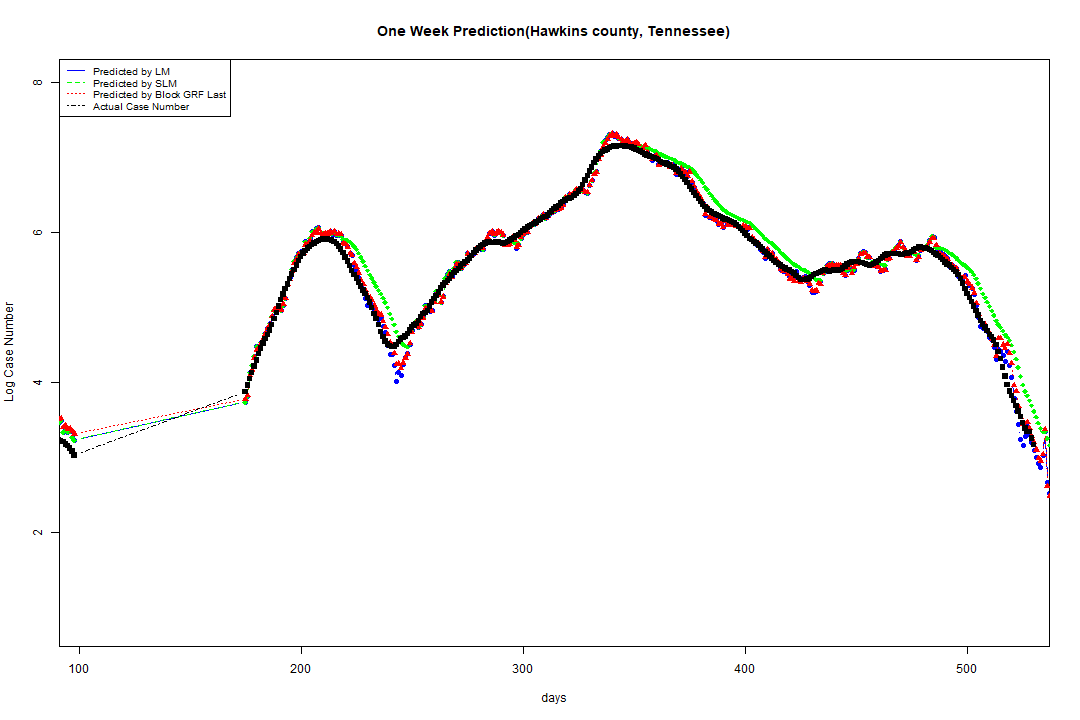 One Week Prediction(Hawkins county, Tennessee)
Predicted by LM
Predicted by SLM
Predicted by Block GRF Last
Actual Case Number
8
6
4
2
Log Case Number
100 200 300 400 500
days